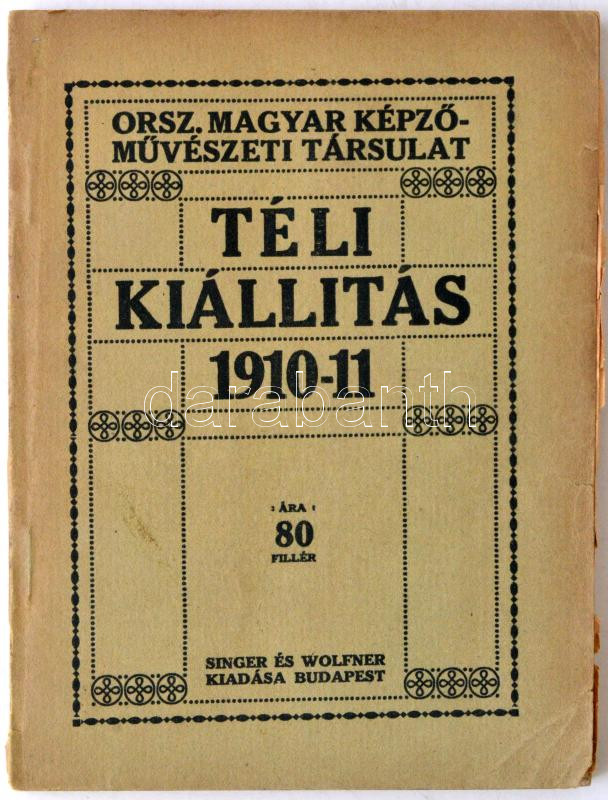 ORSZ. MAGYAR KÉPZŐ-
MŰVÉSZETI TÁRSULAT
TÉLI
KIÁLLITÁS
1910-11
darabanth
ÁRA
80
FILLÉR
SINGER ÉS WOLFNER
KIADÁSA BUDAPEST